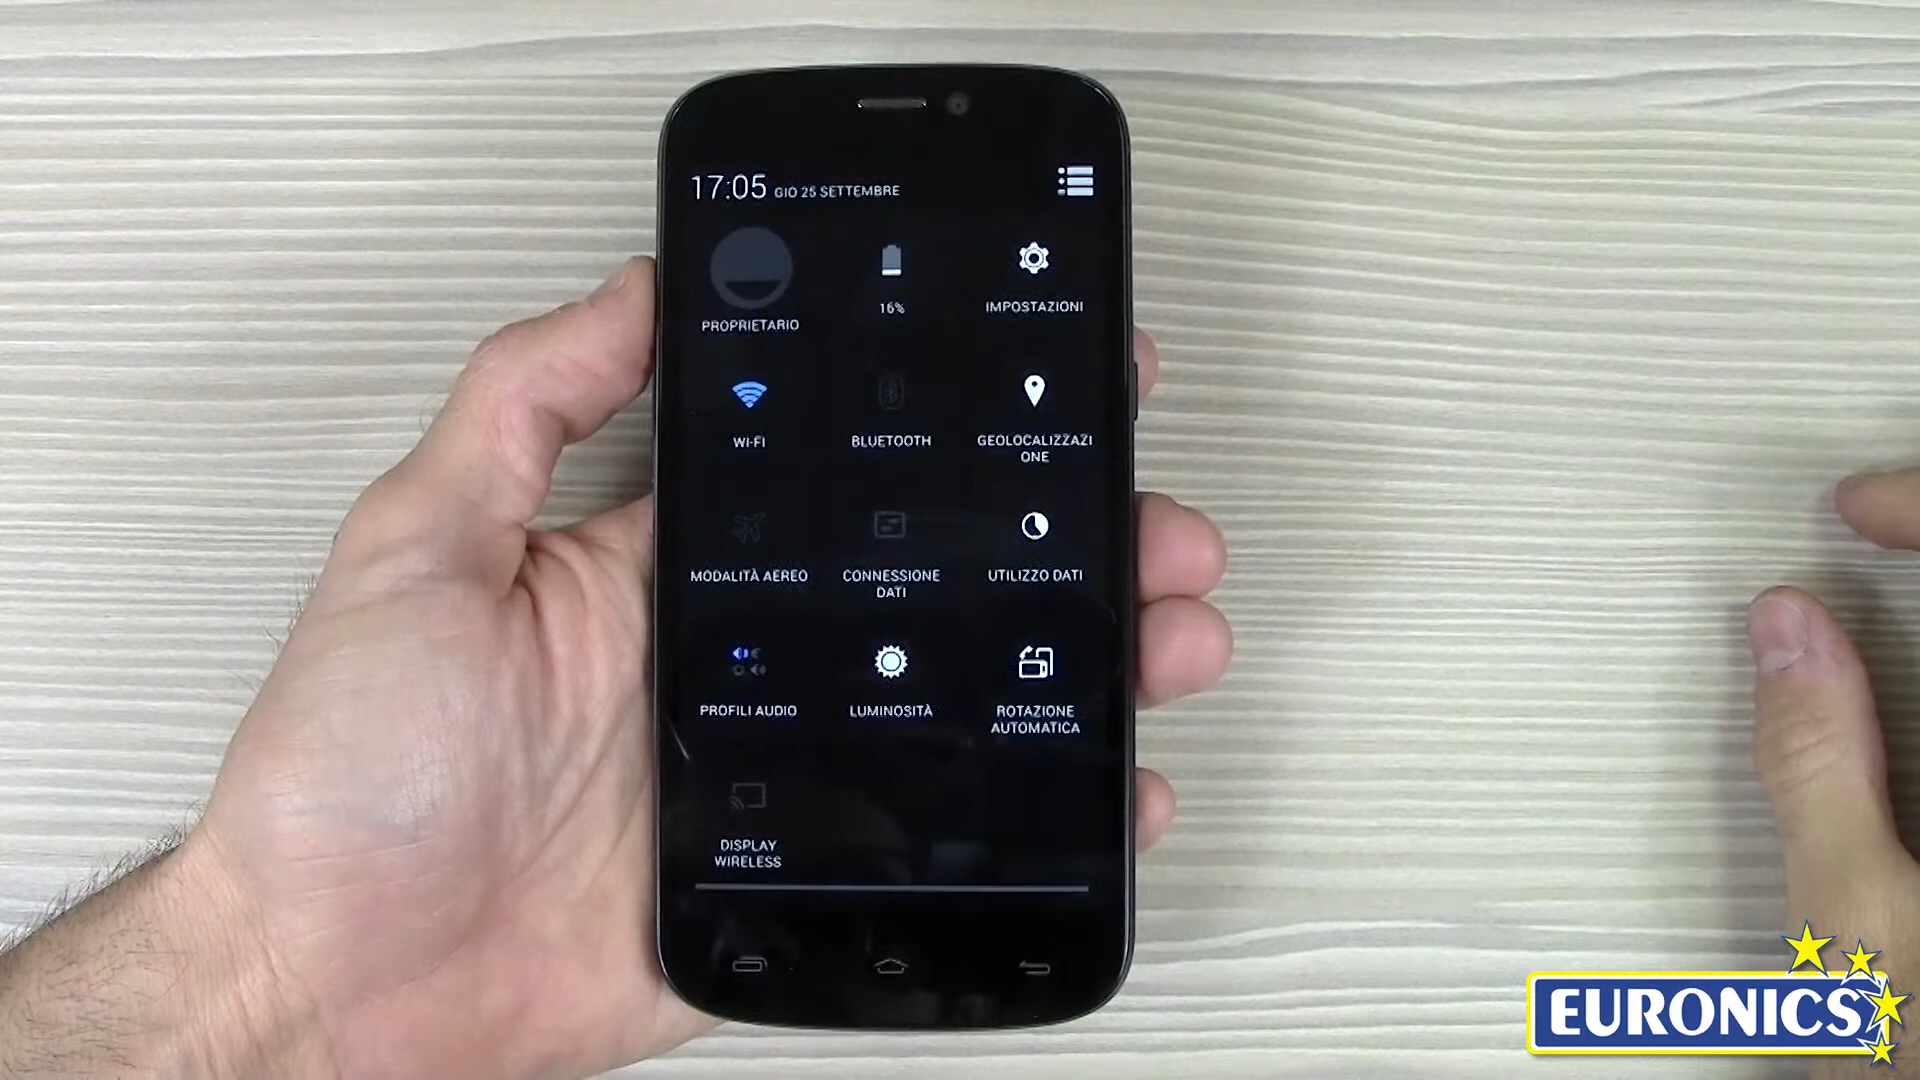 17:05 GIO 25 SETTEMBRE
PROPRIETARIO
16%
IMPOSTAZIONI
WI-FI
BLUETOOTH
GEOLOCALIZZAZI
ONE
MODALITÀ AEREO
CONNESSIONE
DATI
UTILIZZO DATI
PROFILI AUDIO
LUMINOSITÀ
ROTAZIONE
AUTOMATICA
DISPLAY
WIRELESS
EURONICS